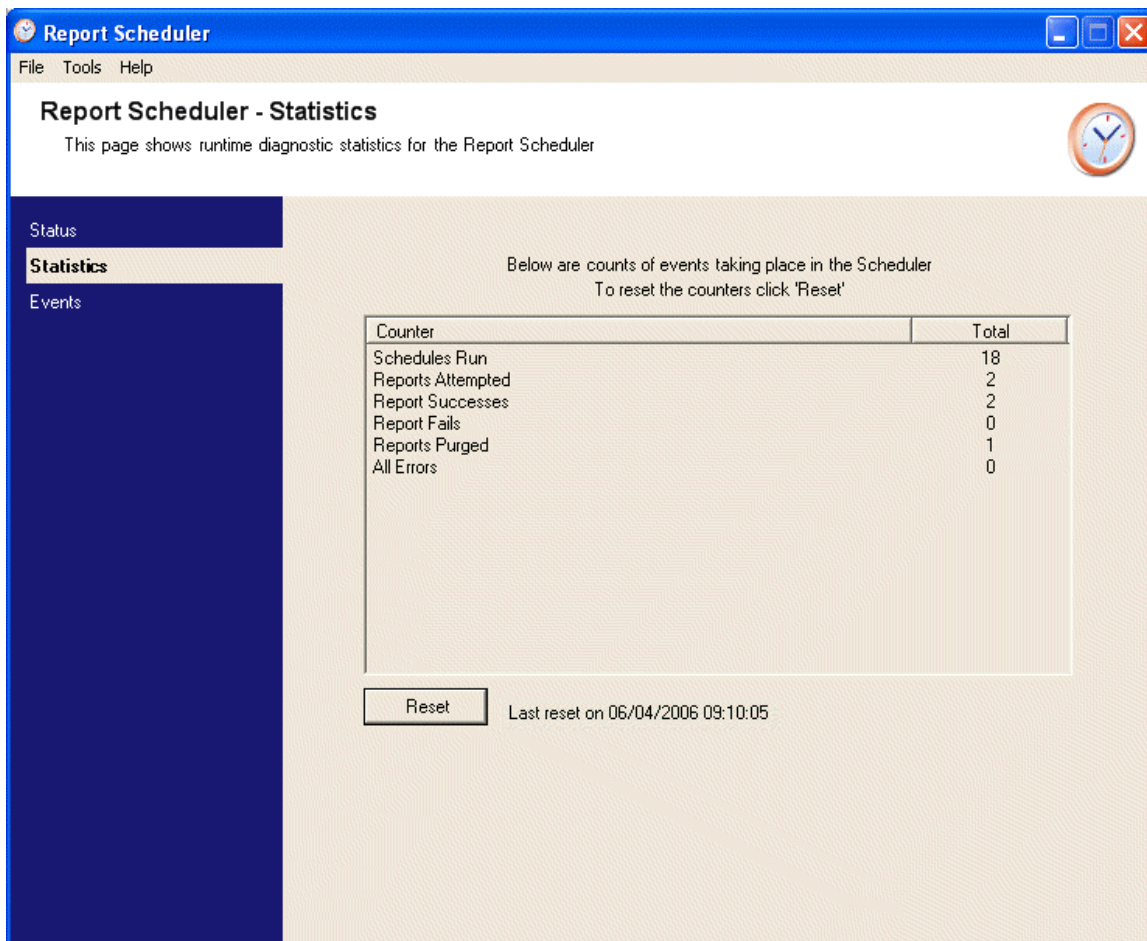 Report Scheduler
File Tools Help
Report Scheduler - Statistics
This page shows runtime diagnostic statistics for the Report Scheduler
Status
Statistics
Events
Below are counts of events taking place in the Scheduler
To reset the counters click 'Reset'
Counter Total
Schedules Run 18
Reports Attempted 2
Report Successes 2
Report Fails 0
Reports Purged 1
All Errors 0
Reset Last reset on 06/04/2006 09:10:05